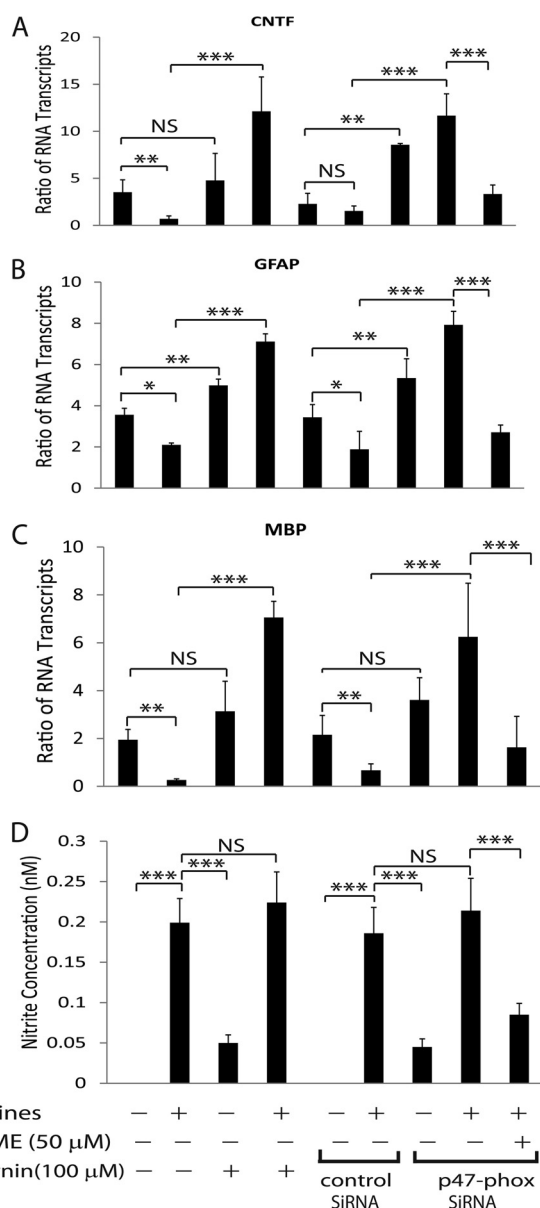 A
CNTF
Ratio of RNA Transcripts
20
15
10
5
0
***
NS
**
***
**
NS
***
B
GFAP
Ratio of RNA Transcripts
10
8
6
4
2
0
***
**
*
***
**
*
***
C
MBP
Ratio of RNA Transcripts
10
8
6
4
2
0
***
NS
**
***
NS
**
***
D
Nitrite Concentration (nM)
0.3
0.25
0.2
0.15
0.1
0.05
0
NS
***
***
NS
***
***
***
ines − + − + − + − + +
ME (50 μM) − − − − − − − − +
nin(100 μM) − − + +
control
SiRNA
p47-phox
SiRNA